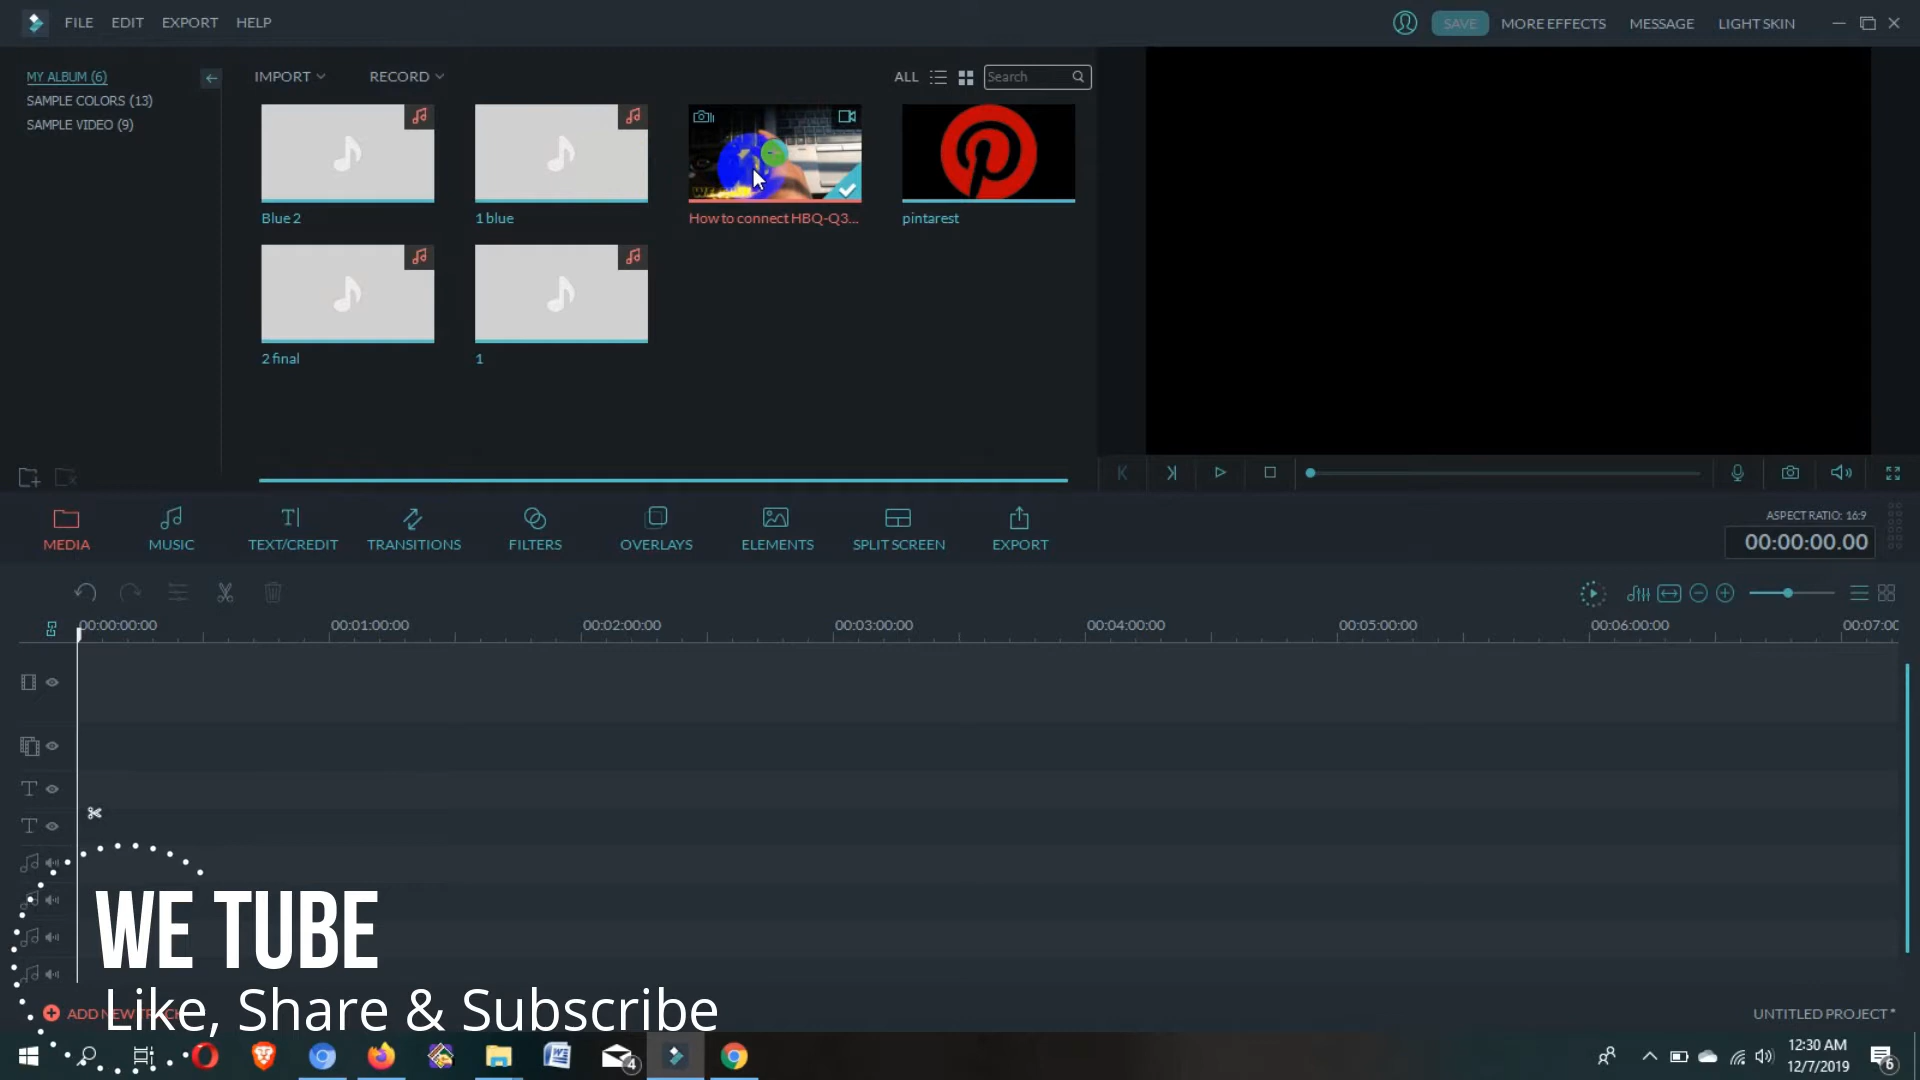 FILE EDIT EXPORT HELP
SAVE MORE EFFECTS MESSAGE LIGHT SKIN
MY ALBUM (6)
SAMPLE COLORS (13)
SAMPLE VIDEO (9)
IMPORT RECORD ALL Search
Blue 2 1 blue How to connect HBQ-Q3... pintarest
2 final 1
MEDIA MUSIC TEXT/CREDIT TRANSITIONS FILTERS OVERLAYS ELEMENTS SPLIT SCREEN EXPORT
ASPECT RATIO: 16:9
00:00:00.00
00:00:00:00 00:01:00:00 00:02:00:00 00:03:00:00 00:04:00:00 00:05:00:00 00:06:00:00 00:07:00
WE TUBE
Like, Share & Subscribe
ADD NEW TRACK
UNTITLED PROJECT *
4
12:30 AM
12/7/2019
6